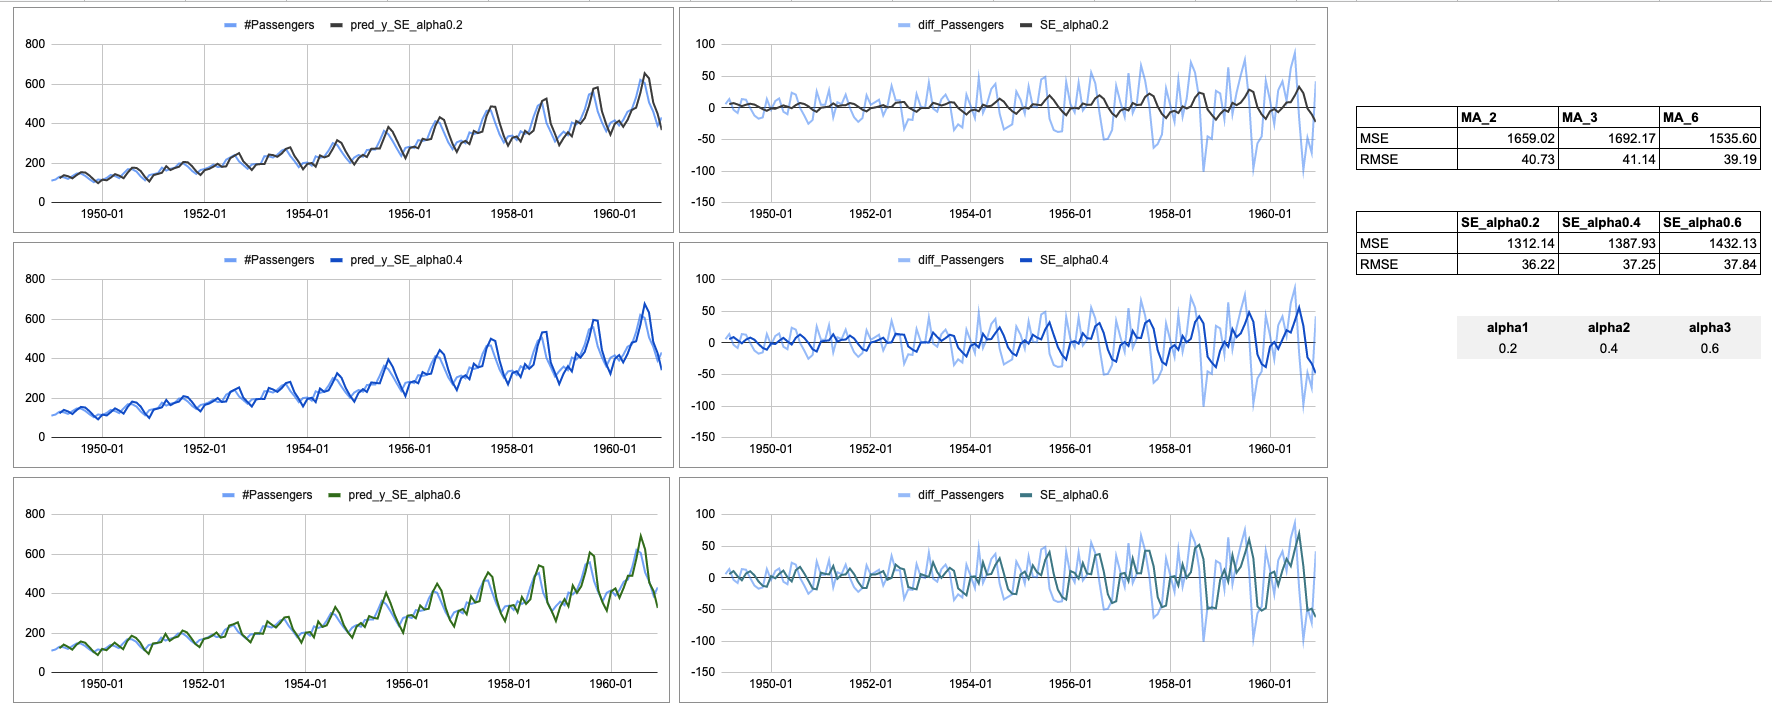 #Passengers pred_y_SE_alpha0.2
800
600
400
200
0
1950-01 1952-01 1954-01 1956-01 1958-01 1960-01
diff_Passengers SE_alpha0.2
100
50
0
-50
-100
-150
1950-01 1952-01 1954-01 1956-01 1958-01 1960-01
#Passengers pred_y_SE_alpha0.4
800
600
400
200
0
1950-01 1952-01 1954-01 1956-01 1958-01 1960-01
diff_Passengers SE_alpha0.4
100
50
0
-50
-100
-150
1950-01 1952-01 1954-01 1956-01 1958-01 1960-01
#Passengers pred_y_SE_alpha0.6
800
600
400
200
0
1950-01 1952-01 1954-01 1956-01 1958-01 1960-01
diff_Passengers SE_alpha0.6
100
50
0
-50
-100
-150
1950-01 1952-01 1954-01 1956-01 1958-01 1960-01
MA_2 MA_3 MA_6
MSE 1659.02 1692.17 1535.60
RMSE 40.73 41.14 39.19
SE_alpha0.2 SE_alpha0.4 SE_alpha0.6
MSE 1312.14 1387.93 1432.13
RMSE 36.22 37.25 37.84
alpha1 alpha2 alpha3
0.2 0.4 0.6